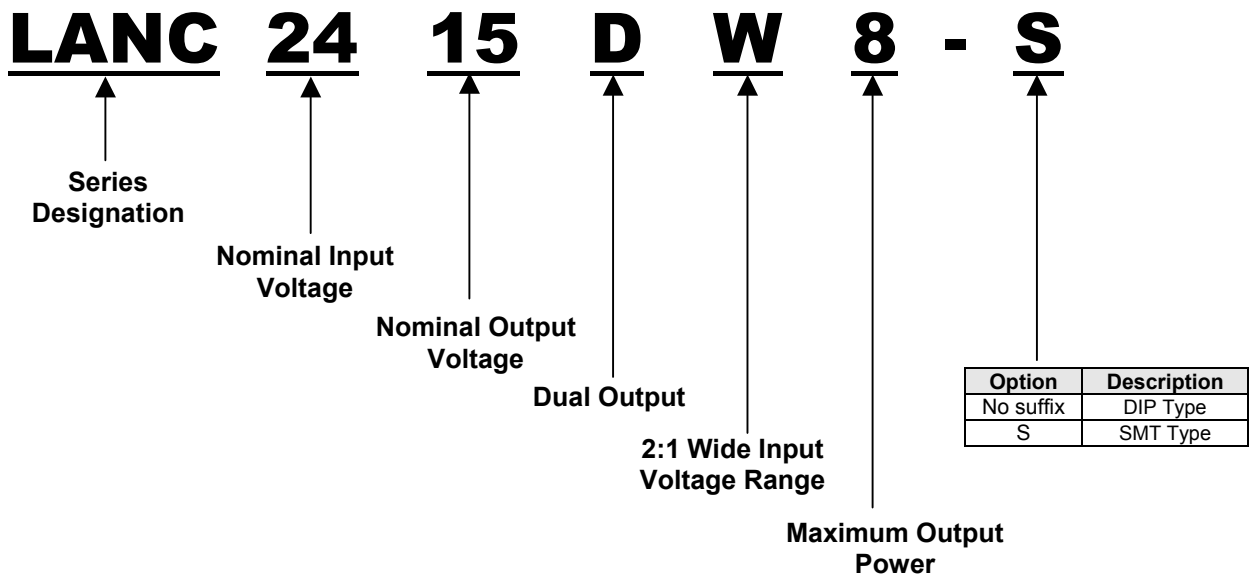 LANC 24 15 D W 8 - S
Series
Designation
Nominal Input
Voltage
Nominal Output
Voltage
Dual Output
2:1 Wide Input
Voltage Range
Maximum Output
Power
Option Description
No suffix DIP Type
S SMT Type